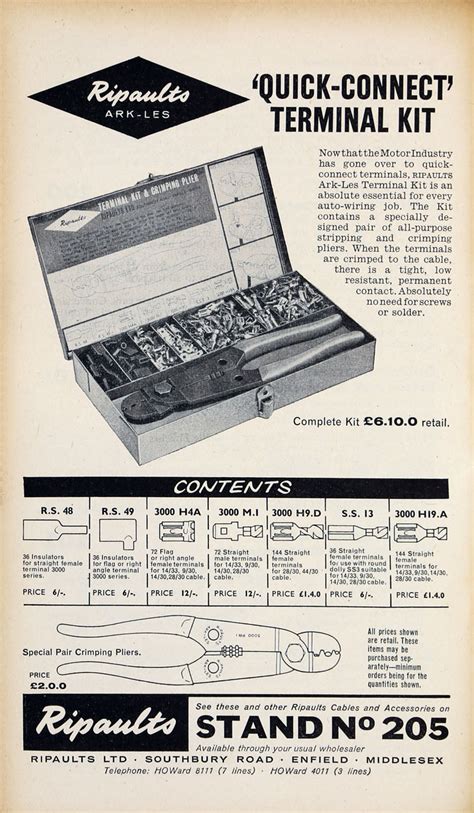 Ripaults
ARK-LES
'QUICK-CONNECT'
TERMINAL KIT
Now that the Motor Industry
has gone over to quick-
connect terminals, RIPAULTS
Ark-Les Terminal Kit is an
absolute essential for every
auto-wiring job. The Kit
contains a specially de-
signed pair of all-purpose
stripping and crimping
pliers. When the terminals
are crimped to the cable,
there is a tight, low
resistant, permanent
contact. Absolutely
no need for screws
or solder.
Ripaults
TERMINAL KIT & CRIMPING PLIER
Complete Kit £6.10.0 retail.
CONTENTS
R.S. 48
36 Insulators
for straight
terminal 3000
series.
PRICE 6/-.
R.S. 49
36 Insulators
for flag or right
angle terminal
3000 series.
PRICE 6/-.
3000 H4A
72 Flag
or right angle
female terminals
for 14/33, 9/30,
14/30,28/30 cable.
PRICE 12/-.
3000 M.I
72 Straight
male terminals
for 14/33, 9/30,
14/30,28/30 cable.
PRICE 12/-.
3000 H9.D
144 Straight
female
terminals
for 28/30, 44/30
cable.
PRICE £1.4.0
S.S. 13
36 Straight
female terminals
for use with round
dolly SS3 suitable
for 14/33, 9/30,
14/30, 28/30 cable.
PRICE 6/-.
3000 H19.A
144 Straight
female terminals
for
14/33, 9/30,14/30,
28/30 cable.
PRICE £1.4.0
Special Pair Crimping Pliers.
PRICE
£2.0.0
All prices shown
are retail. These
items may be
purchased sep-
arately—minimum
orders being for the
quantities shown.
Ripaults
See these and other Ripaults Cables and Accessories on
STAND No 205
Available through your usual wholesaler
RIPAULTS LTD · SOUTHBURY ROAD · ENFIELD · MIDDLESEX
Telephone: HOWard 8111 (7 lines) · HOWard 4011 (3 lines)